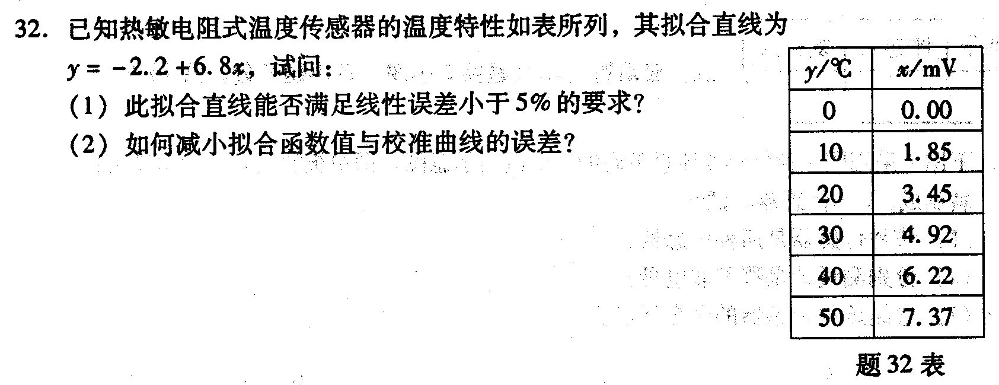 32. 已知热敏电阻式温度传感器的温度特性如表所列，其拟合直线为
y = -2.2 + 6.8x，试问：
（1）此拟合直线能否满足线性误差小于5%的要求？
（2）如何减小拟合函数值与校准曲线的误差？
y/℃ x/mV
0 0.00
10 1.85
20 3.45
30 4.92
40 6.22
50 7.37
题32表